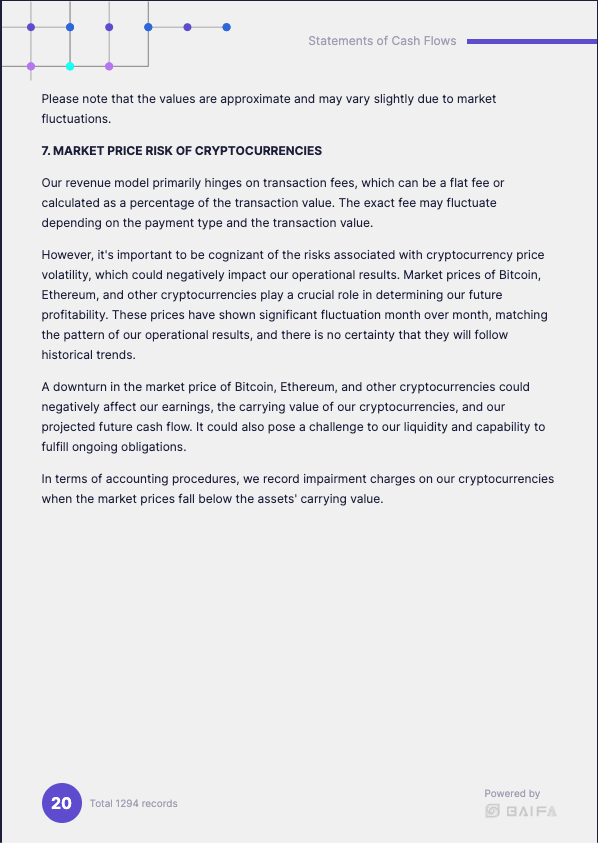 Statements of Cash Flows
Please note that the values are approximate and may vary slightly due to market
fluctuations.
7. MARKET PRICE RISK OF CRYPTOCURRENCIES
Our revenue model primarily hinges on transaction fees, which can be a flat fee or
calculated as a percentage of the transaction value. The exact fee may fluctuate
depending on the payment type and the transaction value.
However, it's important to be cognizant of the risks associated with cryptocurrency price
volatility, which could negatively impact our operational results. Market prices of Bitcoin,
Ethereum, and other cryptocurrencies play a crucial role in determining our future
profitability. These prices have shown significant fluctuation month over month, matching
the pattern of our operational results, and there is no certainty that they will follow
historical trends.
A downturn in the market price of Bitcoin, Ethereum, and other cryptocurrencies could
negatively affect our earnings, the carrying value of our cryptocurrencies, and our
projected future cash flow. It could also pose a challenge to our liquidity and capability to
fulfill ongoing obligations.
In terms of accounting procedures, we record impairment charges on our cryptocurrencies
when the market prices fall below the assets' carrying value.
20 Total 1294 records
Powered by
BAIFA